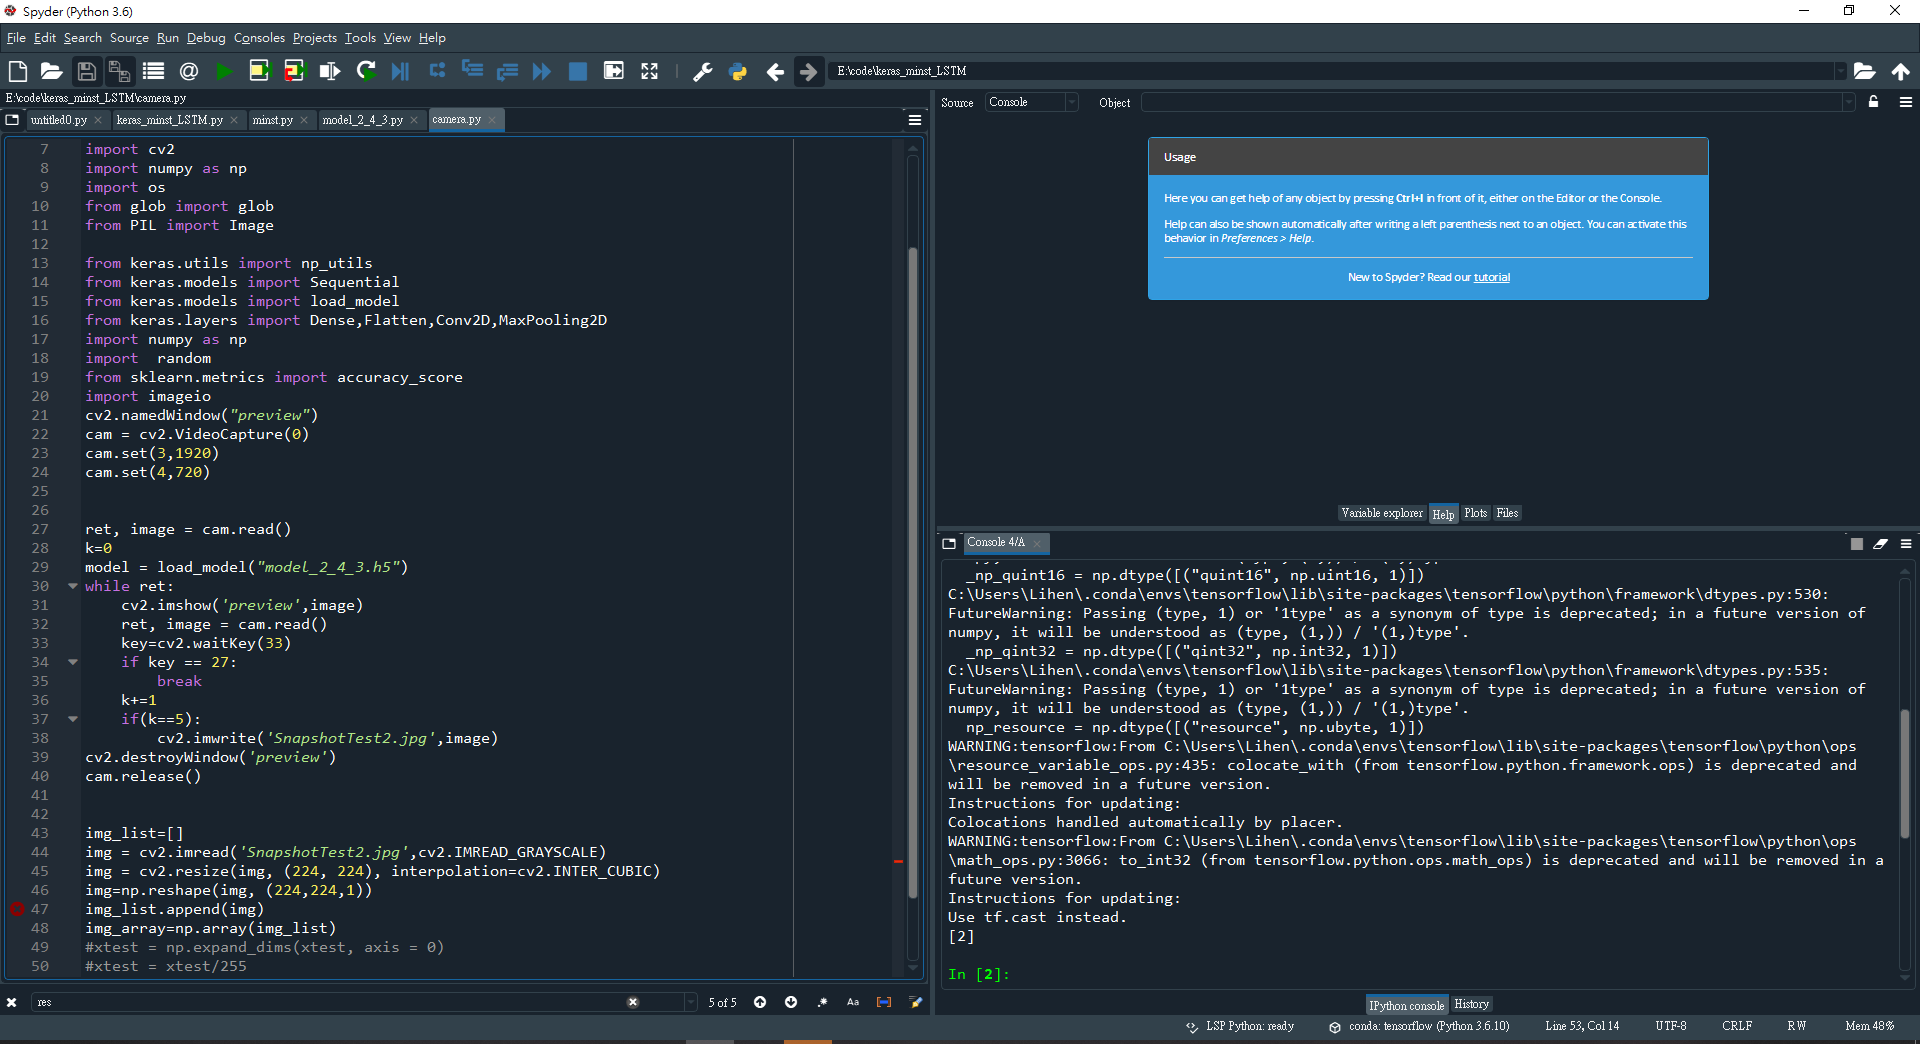 Spyder (Python 3.6)
File Edit Search Source Run Debug Consoles Projects Tools View Help
E:\code\keras_minst_LSTM
E:\code\keras_minst_LSTM\camera.py
untitled0.py keras_minst_LSTM.py minst.py model_2_4_3.py camera.py
7 import cv2
8 import numpy as np
9 import os
10 from glob import glob
11 from PIL import Image
12
13 from keras.utils import np_utils
14 from keras.models import Sequential
15 from keras.models import load_model
16 from keras.layers import Dense,Flatten,Conv2D,MaxPooling2D
17 import numpy as np
18 import  random
19 from sklearn.metrics import accuracy_score
20 import imageio
21 cv2.namedWindow("preview")
22 cam = cv2.VideoCapture(0)
23 cam.set(3,1920)
24 cam.set(4,720)
25
26
27 ret, image = cam.read()
28 k=0
29 model = load_model("model_2_4_3.h5")
30 while ret:
31 cv2.imshow('preview',image)
32 ret, image = cam.read()
33 key=cv2.waitKey(33)
34 if key == 27:
35 break
36 k+=1
37 if(k==5):
38 cv2.imwrite('SnapshotTest2.jpg',image)
39 cv2.destroyWindow('preview')
40 cam.release()
41
42
43 img_list=[]
44 img = cv2.imread('SnapshotTest2.jpg',cv2.IMREAD_GRAYSCALE)
45 img = cv2.resize(img, (224, 224), interpolation=cv2.INTER_CUBIC)
46 img=np.reshape(img, (224,224,1))
47 img_list.append(img)
48 img_array=np.array(img_list)
49 #xtest = np.expand_dims(xtest, axis = 0)
50 #xtest = xtest/255
res 5 of 5 .* Aa
Source Console Object
Usage
Here you can get help of any object by pressing Ctrl+I in front of it, either on the Editor or the Console.
Help can also be shown automatically after writing a left parenthesis next to an object. You can activate this
behavior in Preferences > Help.
New to Spyder? Read our tutorial
Variable explorer Help Plots Files
Console 4/A
_np_quint16 = np.dtype([("quint16", np.uint16, 1)])
C:\Users\Lihen\.conda\envs\tensorflow\lib\site-packages\tensorflow\python\framework\dtypes.py:530:
FutureWarning: Passing (type, 1) or '1type' as a synonym of type is deprecated; in a future version of
numpy, it will be understood as (type, (1,)) / '(1,)type'.
_np_qint32 = np.dtype([("qint32", np.int32, 1)])
C:\Users\Lihen\.conda\envs\tensorflow\lib\site-packages\tensorflow\python\framework\dtypes.py:535:
FutureWarning: Passing (type, 1) or '1type' as a synonym of type is deprecated; in a future version of
numpy, it will be understood as (type, (1,)) / '(1,)type'.
np_resource = np.dtype([("resource", np.ubyte, 1)])
WARNING:tensorflow:From C:\Users\Lihen\.conda\envs\tensorflow\lib\site-packages\tensorflow\python\ops
\resource_variable_ops.py:435: colocate_with (from tensorflow.python.framework.ops) is deprecated and
will be removed in a future version.
Instructions for updating:
Colocations handled automatically by placer.
WARNING:tensorflow:From C:\Users\Lihen\.conda\envs\tensorflow\lib\site-packages\tensorflow\python\ops
\math_ops.py:3066: to_int32 (from tensorflow.python.ops.math_ops) is deprecated and will be removed in a
future version.
Instructions for updating:
Use tf.cast instead.
[2]
In [2]:
IPython console History
LSP Python: ready conda: tensorflow (Python 3.6.10) Line 53, Col 14 UTF-8 CRLF RW Mem 48%